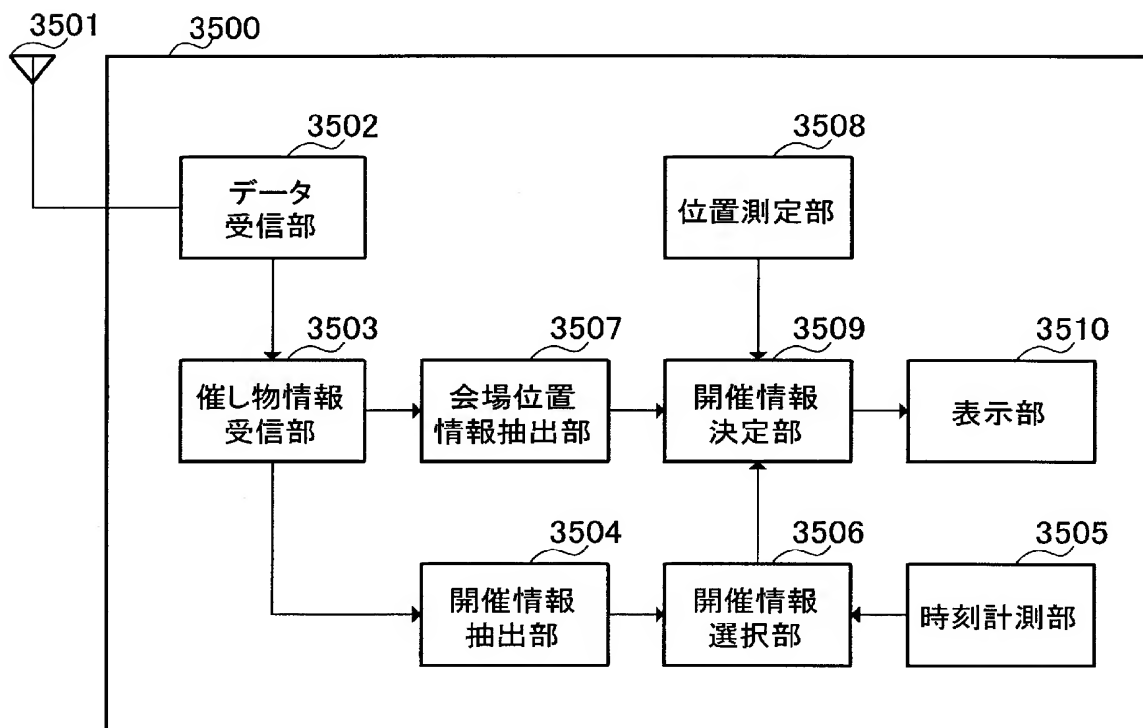 3501
3500
3502
データ
受信部
3508
位置測定部
3503
催し物情報
受信部
3507
会場位置
情報抽出部
3509
開催情報
決定部
3510
表示部
3504
開催情報
抽出部
3506
開催情報
選択部
3505
時刻計測部